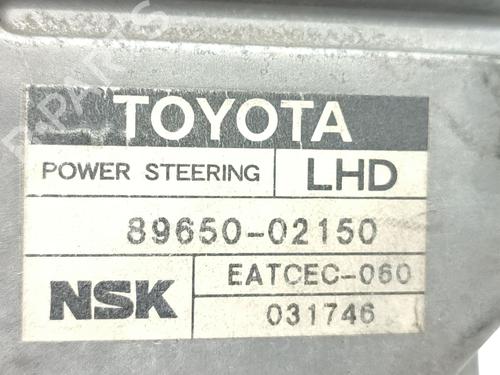 TOYOTA
POWER STEERING LHD
89650-02150
NSK EATCEC-060
031746